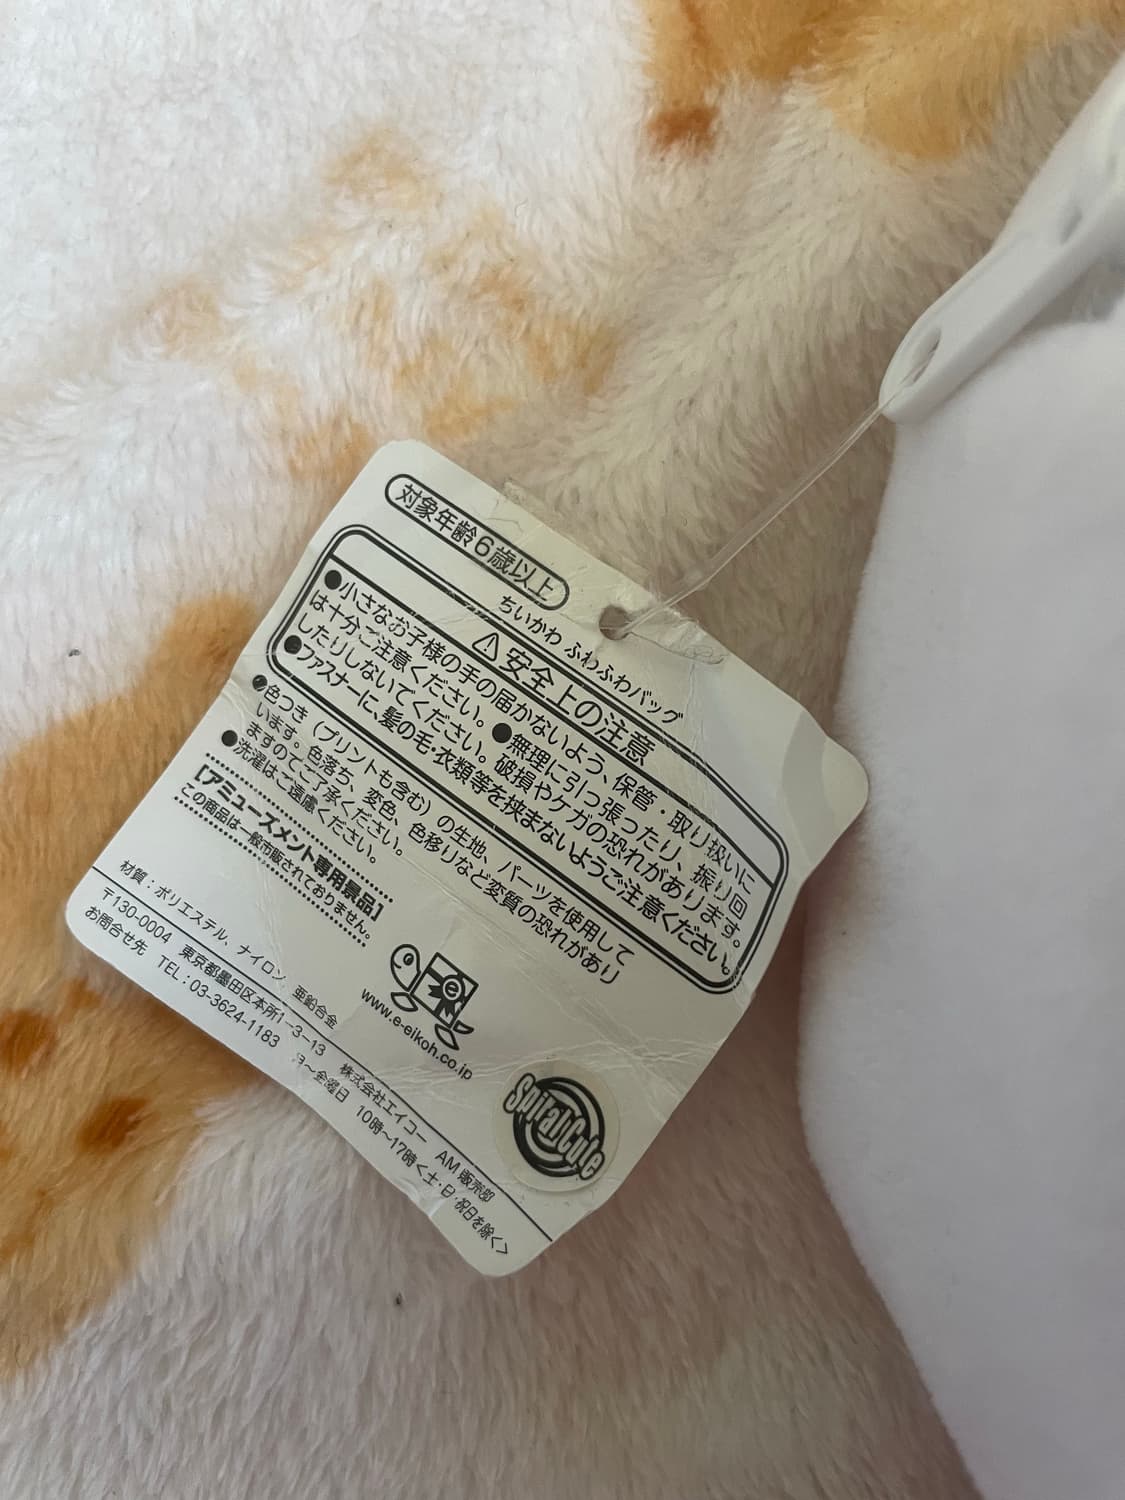 対象年齢6歳以上
ちいかわ ふわふわバッグ
⚠安全上の注意
●小さなお子様の手の届かないよう、保管・取り扱いに
は十分ご注意ください。●無理に引っ張ったり、振り回
したりしないでください。破損やケガの恐れがあります。
●ファスナーに、髪の毛・衣類等を挟まないようご注意ください。
●色つき（プリントも含む）の生地、パーツを使用して
います。色落ち、変色、色移りなど変質の恐れがあり
ますのでご了承ください。
●洗濯はご遠慮ください。
【アミューズメント専用景品】
この商品は一般市販されておりません。
e
www.e-eikoh.co.jp
材質：ポリエステル、ナイロン、亜鉛合金
〒130-0004 東京都墨田区本所1-3-13 株式会社エイコー AM販売部
お問合せ先 TEL：03-3624-1183 月〜金曜日 10時〜17時<土・日・祝日を除く>
SpiralCute